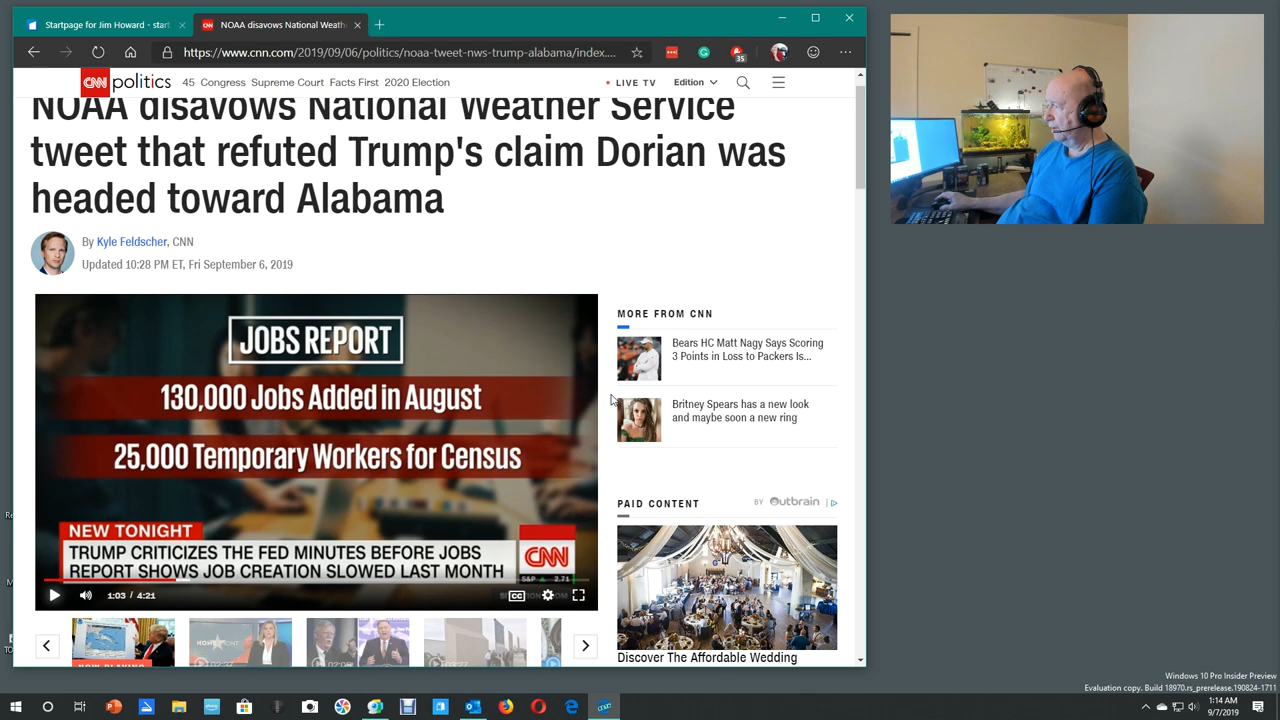 Startpage for Jim Howard - start
NOAA disavows National Weath
https://www.cnn.com/2019/09/06/politics/noaa-tweet-nws-trump-alabama/index....
35
CNN politics 45 Congress Supreme Court Facts First 2020 Election LIVE TV Edition
NOAA disavows National Weather Service
tweet that refuted Trump's claim Dorian was
headed toward Alabama
By Kyle Feldscher, CNN
Updated 10:28 PM ET, Fri September 6, 2019
JOBS REPORT
130,000 Jobs Added in August
25,000 Temporary Workers for Census
NEW TONIGHT
TRUMP CRITICIZES THE FED MINUTES BEFORE JOBS
REPORT SHOWS JOB CREATION SLOWED LAST MONTH
CNN
S&P 2.71
1:03 / 4:21
CC
NOW PLAYING
MORE FROM CNN
Bears HC Matt Nagy Says Scoring
3 Points in Loss to Packers Is...
Britney Spears has a new look
and maybe soon a new ring
PAID CONTENT
BY Outbrain
Discover The Affordable Wedding
Windows 10 Pro Insider Preview
Evaluation copy. Build 18970.rs_prerelease.190824-1711
1:14 AM
9/7/2019